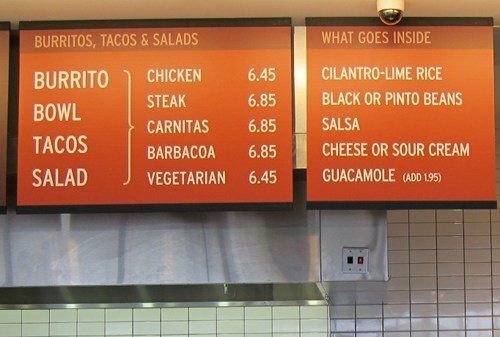 BURRITOS, TACOS & SALADS
BURRITO
BOWL
TACOS
SALAD
CHICKEN 6.45
STEAK 6.85
CARNITAS 6.85
BARBACOA 6.85
VEGETARIAN 6.45
WHAT GOES INSIDE
CILANTRO-LIME RICE
BLACK OR PINTO BEANS
SALSA
CHEESE OR SOUR CREAM
GUACAMOLE (ADD 1.95)